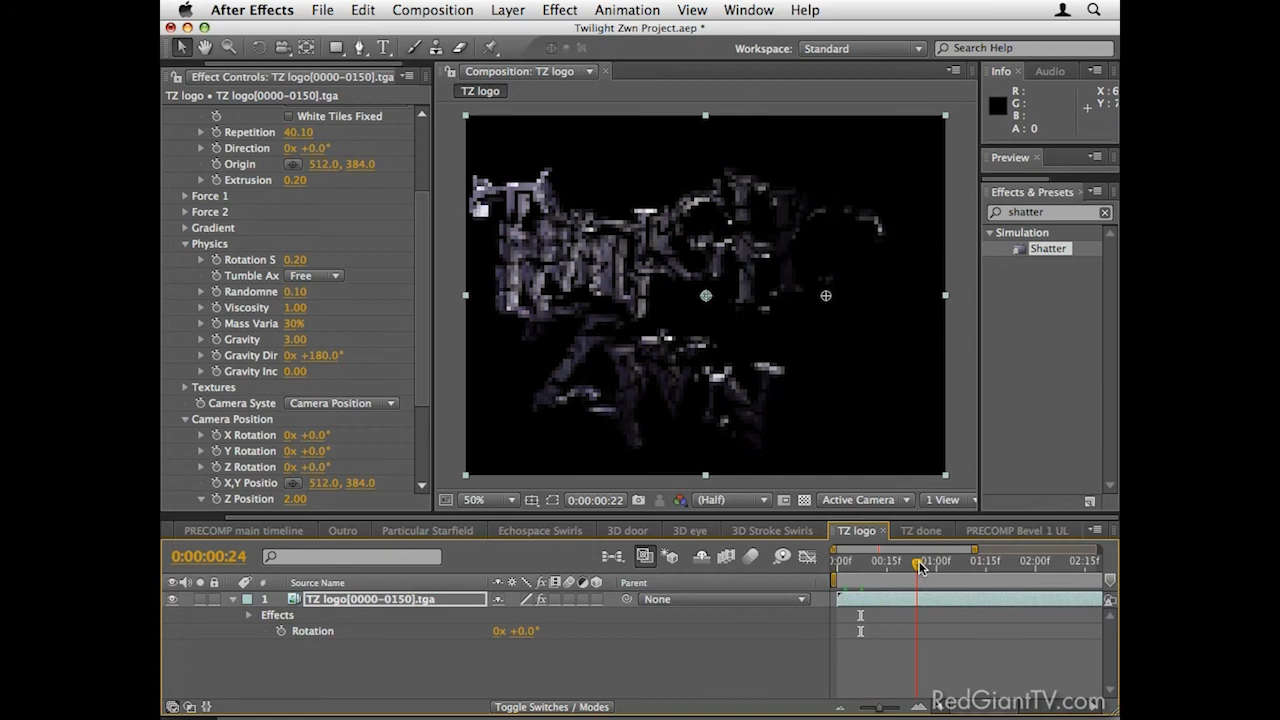 After Effects File Edit Composition Layer Effect Animation View Window Help
Twilight Zwn Project.aep *
Workspace: Standard Search Help
Effect Controls: TZ logo[0000-0150].tga
TZ logo • TZ logo[0000-0150].tga
White Tiles Fixed
Repetition 40.10
Direction 0x +0.0°
Origin 512.0, 384.0
Extrusion 0.20
Force 1
Force 2
Gradient
Physics
Rotation S 0.20
Tumble Ax Free
Randomne 0.10
Viscosity 1.00
Mass Varia 30%
Gravity 3.00
Gravity Dir 0x +180.0°
Gravity Inc 0.00
Textures
Camera Syste Camera Position
Camera Position
X Rotation 0x +0.0°
Y Rotation 0x +0.0°
Z Rotation 0x +0.0°
X,Y Positio 512.0, 384.0
Z Position 2.00
Composition: TZ logo
TZ logo
50% 0:00:00:22 (Half) Active Camera 1 View
Info Audio
R : X : 6
G : Y : 7
B :
A : 0
Preview
Effects & Presets
shatter
Simulation
Shatter
PRECOMP main timeline Outro Particular Starfield Echospace Swirls 3D door 3D eye 3D Stroke Swirls TZ logo TZ done PRECOMP Bevel 1 UL
0:00:00:24
:00f 00:15f 01:00f 01:15f 02:00f 02:15f
# Source Name Parent
1 TZ logo[0000-0150].tga None
Effects
Rotation 0x +0.0°
Toggle Switches / Modes
RedGiantTV.com